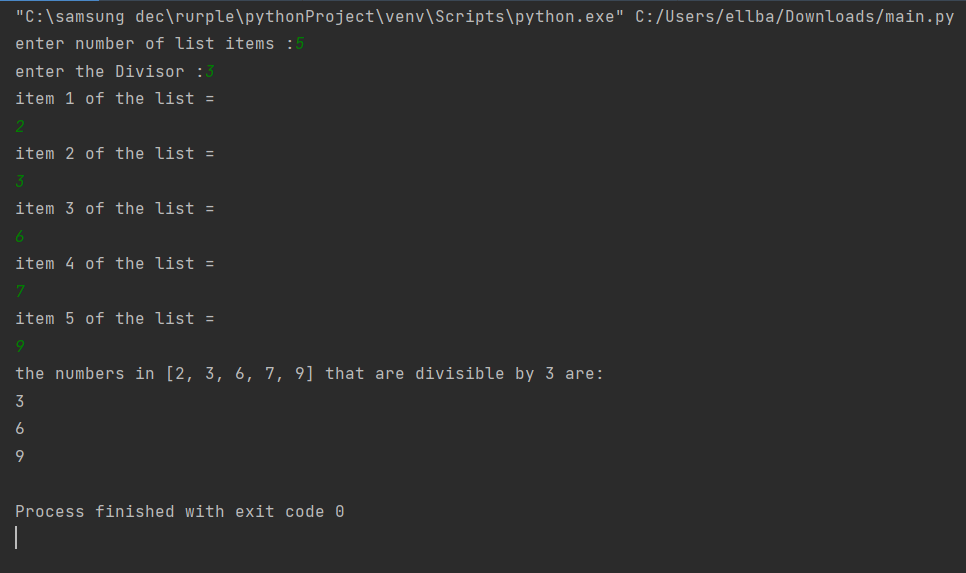 "C:\samsung dec\rurple\pythonProject\venv\Scripts\python.exe" C:/Users/ellba/Downloads/main.py
enter number of list items :5
enter the Divisor :3
item 1 of the list =
2
item 2 of the list =
3
item 3 of the list =
6
item 4 of the list =
7
item 5 of the list =
9
the numbers in [2, 3, 6, 7, 9] that are divisible by 3 are:
3
6
9
Process finished with exit code 0